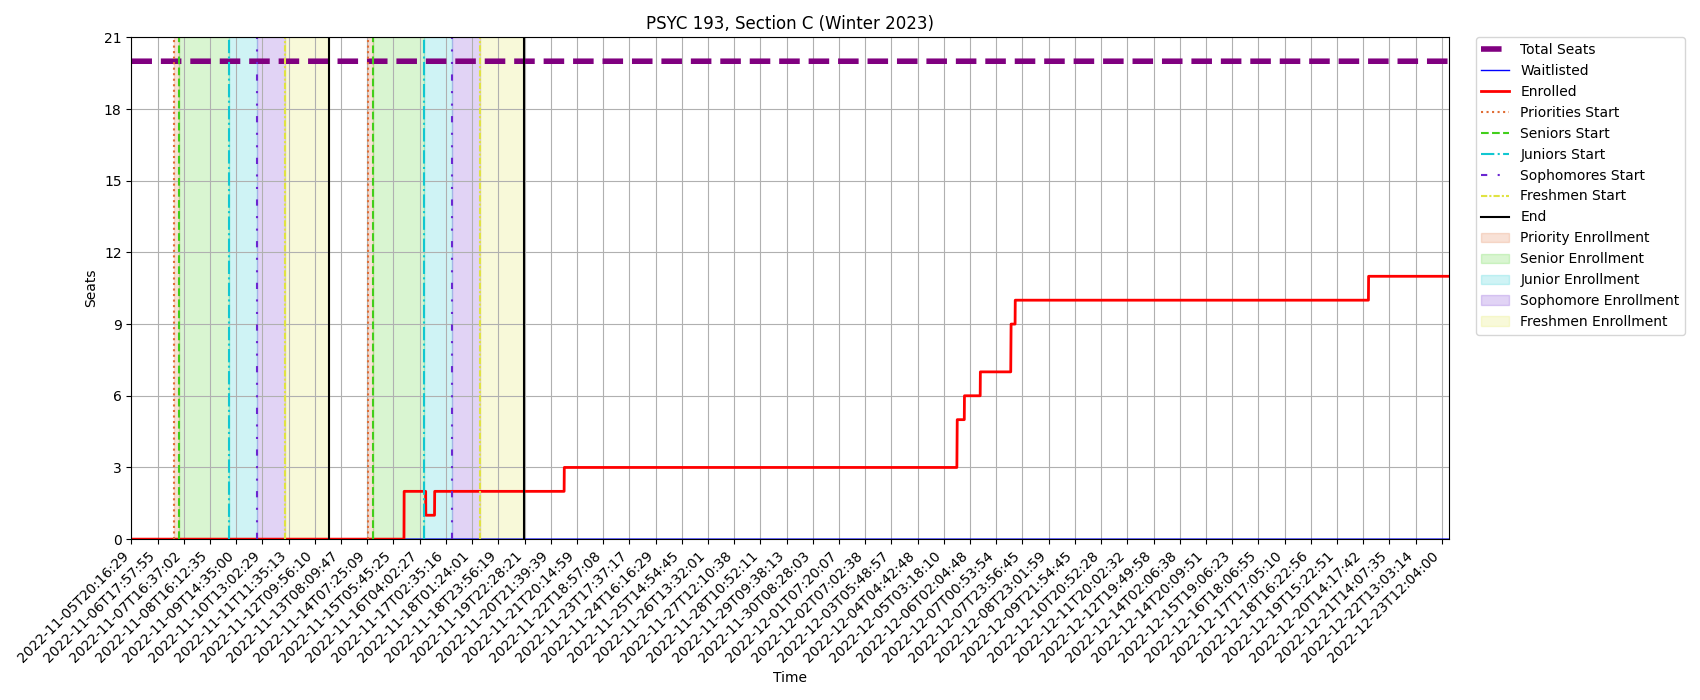 PSYC 193, Section C (Winter 2023)
21
18
15
12
9
6
3
0
Seats
2022-11-05T20:16:29
2022-11-06T17:57:55
2022-11-07T16:37:02
2022-11-08T16:12:35
2022-11-09T14:35:00
2022-11-10T13:02:29
2022-11-11T11:35:13
2022-11-12T09:56:10
2022-11-13T08:09:47
2022-11-14T07:25:09
2022-11-15T05:45:25
2022-11-16T04:02:27
2022-11-17T02:35:16
2022-11-18T01:24:01
2022-11-18T23:56:19
2022-11-19T22:28:21
2022-11-20T21:39:39
2022-11-21T20:14:59
2022-11-22T18:57:08
2022-11-23T17:37:17
2022-11-24T16:16:29
2022-11-25T14:54:45
2022-11-26T13:32:01
2022-11-27T12:10:38
2022-11-28T10:52:11
2022-11-29T09:38:13
2022-11-30T08:28:03
2022-12-01T07:20:07
2022-12-02T07:02:38
2022-12-03T05:48:57
2022-12-04T04:42:48
2022-12-05T03:18:10
2022-12-06T02:04:48
2022-12-07T00:53:54
2022-12-07T23:56:45
2022-12-08T23:01:59
2022-12-09T21:54:45
2022-12-10T20:52:28
2022-12-11T20:02:32
2022-12-12T19:49:58
2022-12-14T02:06:38
2022-12-14T20:09:51
2022-12-15T19:06:23
2022-12-16T18:06:55
2022-12-17T17:05:10
2022-12-18T16:22:56
2022-12-19T15:22:51
2022-12-20T14:17:42
2022-12-21T14:07:35
2022-12-22T13:03:14
2022-12-23T12:04:00
Time
Total Seats
Waitlisted
Enrolled
Priorities Start
Seniors Start
Juniors Start
Sophomores Start
Freshmen Start
End
Priority Enrollment
Senior Enrollment
Junior Enrollment
Sophomore Enrollment
Freshmen Enrollment